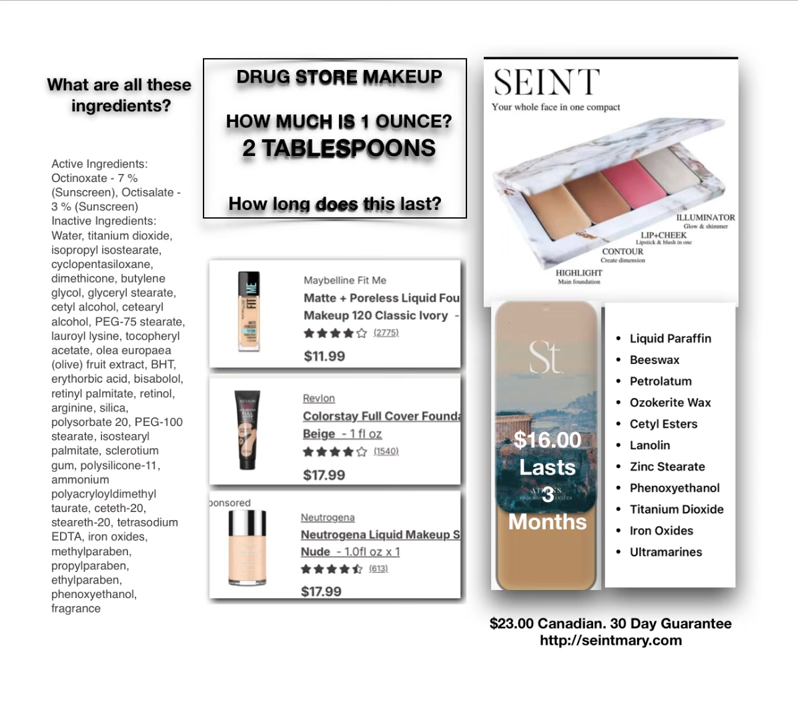 What are all these
ingredients?
Active Ingredients:
Octinoxate - 7 %
(Sunscreen), Octisalate -
3 % (Sunscreen)
Inactive Ingredients:
Water, titanium dioxide,
isopropyl isostearate,
cyclopentasiloxane,
dimethicone, butylene
glycol, glyceryl stearate,
cetyl alcohol, cetearyl
alcohol, PEG-75 stearate,
lauroyl lysine, tocopheryl
acetate, olea europaea
(olive) fruit extract, BHT,
erythorbic acid, bisabolol,
retinyl palmitate, retinol,
arginine, silica,
polysorbate 20, PEG-100
stearate, isostearyl
palmitate, sclerotium
gum, polysilicone-11,
ammonium
polyacryloyldimethyl
taurate, ceteth-20,
steareth-20, tetrasodium
EDTA, iron oxides,
methylparaben,
propylparaben,
ethylparaben,
phenoxyethanol,
fragrance
DRUG STORE MAKEUP
HOW MUCH IS 1 OUNCE?
2 TABLESPOONS
How long does this last?
FIT ME
Maybelline Fit Me
Matte + Poreless Liquid Fou
Makeup 120 Classic Ivory -
(2775)
$11.99
Revlon
Colorstay Full Cover Founda
Beige - 1 fl oz
(1540)
$17.99
ponsored
Neutrogena
Neutrogena Liquid Makeup S
Nude - 1.0fl oz x 1
(613)
$17.99
SEINT
Your whole face in one compact
ILLUMINATOR
Glow & shimmer
LIP+CHEEK
Lipstick & blush in one
CONTOUR
Create dimension
HIGHLIGHT
Main foundation
St
$16.00
Lasts
3
Months
• Liquid Paraffin
• Beeswax
• Petrolatum
• Ozokerite Wax
• Cetyl Esters
• Lanolin
• Zinc Stearate
• Phenoxyethanol
• Titanium Dioxide
• Iron Oxides
• Ultramarines
$23.00 Canadian. 30 Day Guarantee
http://seintmary.com